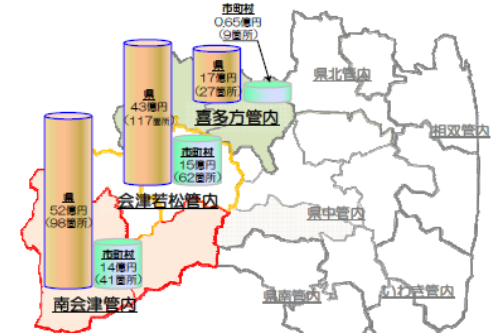 市町村
0.65億円
(9箇所)
県
17億円
(27箇所)
喜多方管内
県
43億円
(117箇所)
市町村
15億円
(62箇所)
会津若松管内
県
52億円
(98箇所)
市町村
14億円
(41箇所)
南会津管内
県北管内
相双管内
県中管内
県南管内
いわき管内